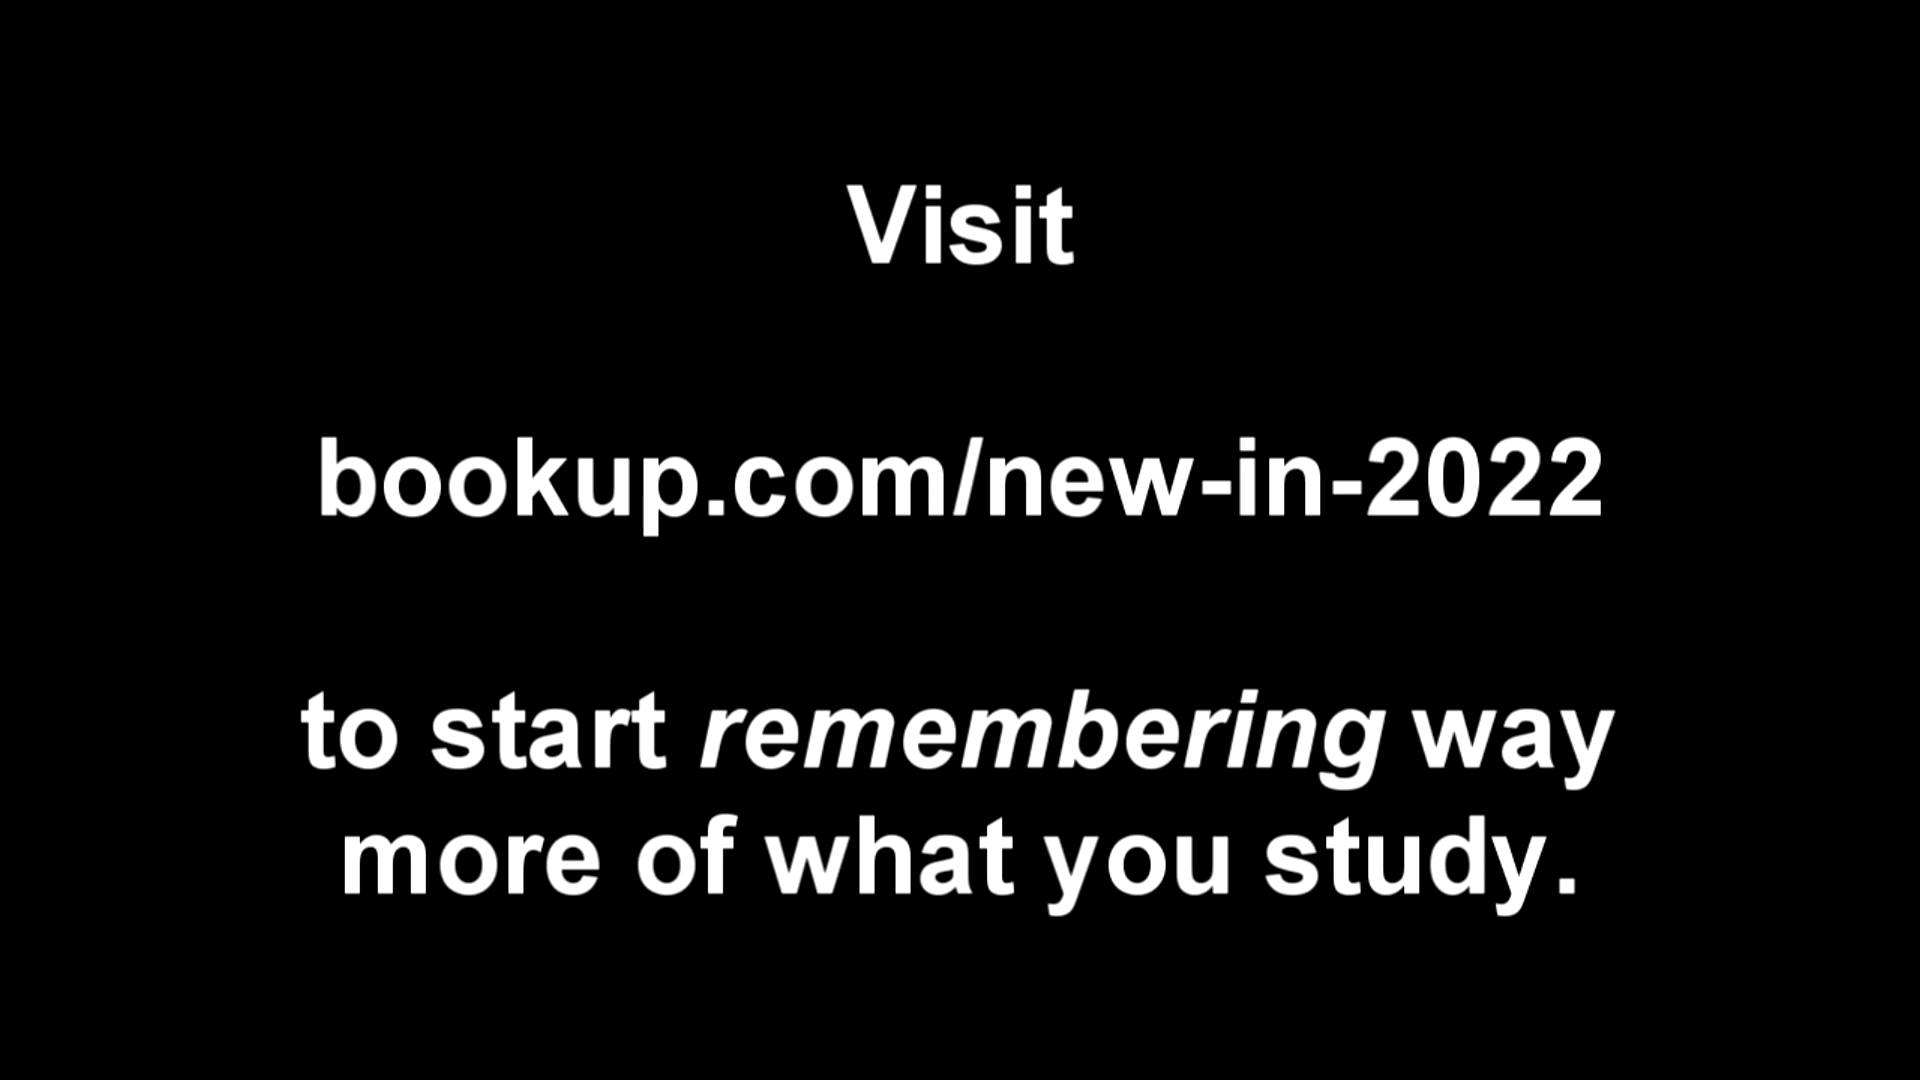 Visit
bookup.com/new-in-2022
to start remembering way
more of what you study.